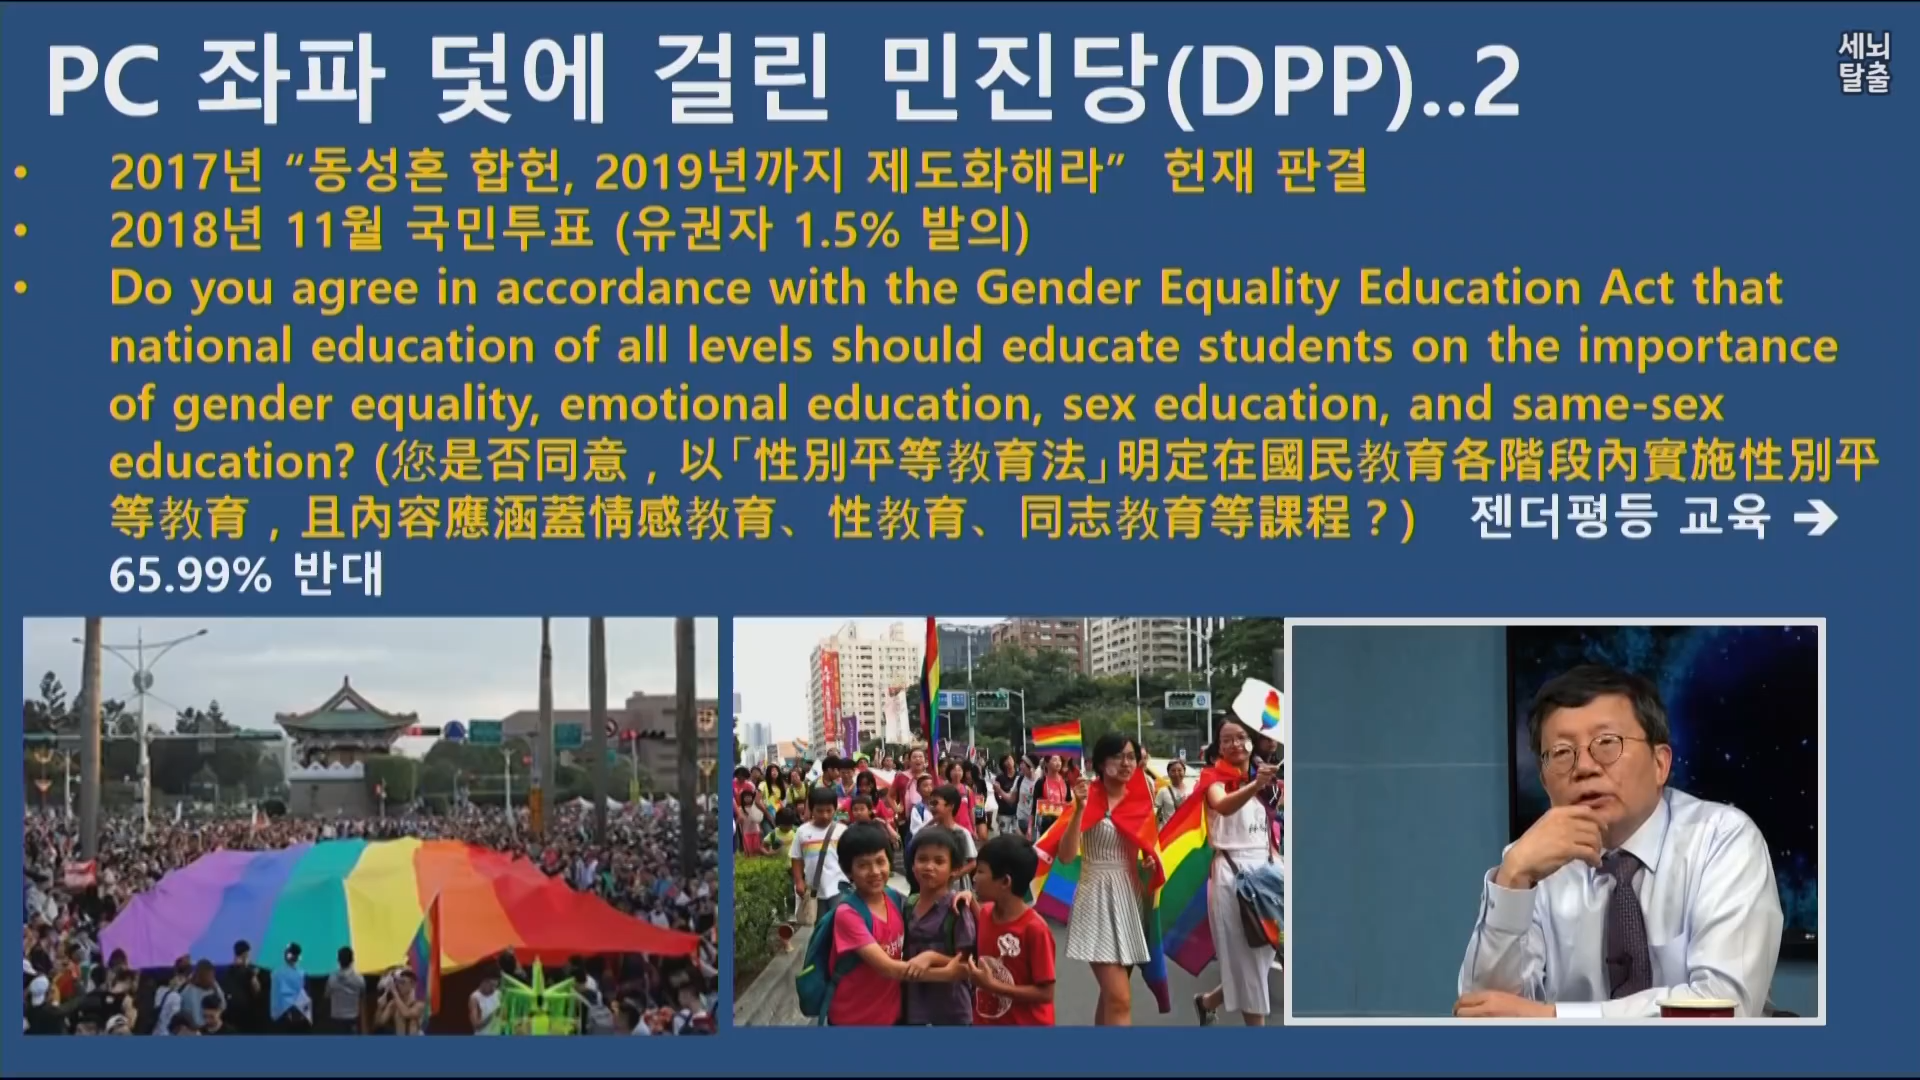 PC 좌파 덫에 걸린 민진당(DPP)..2
세뇌
탈출
• 2017년 “동성혼 합헌, 2019년까지 제도화해라” 헌재 판결
• 2018년 11월 국민투표 (유권자 1.5% 발의)
• Do you agree in accordance with the Gender Equality Education Act that
national education of all levels should educate students on the importance
of gender equality, emotional education, sex education, and same-sex
education? (您是否同意，以「性別平等教育法」明定在國民教育各階段內實施性別平
等教育，且內容應涵蓋情感教育、性教育、同志教育等課程？) 젠더평등 교육 ➔
65.99% 반대